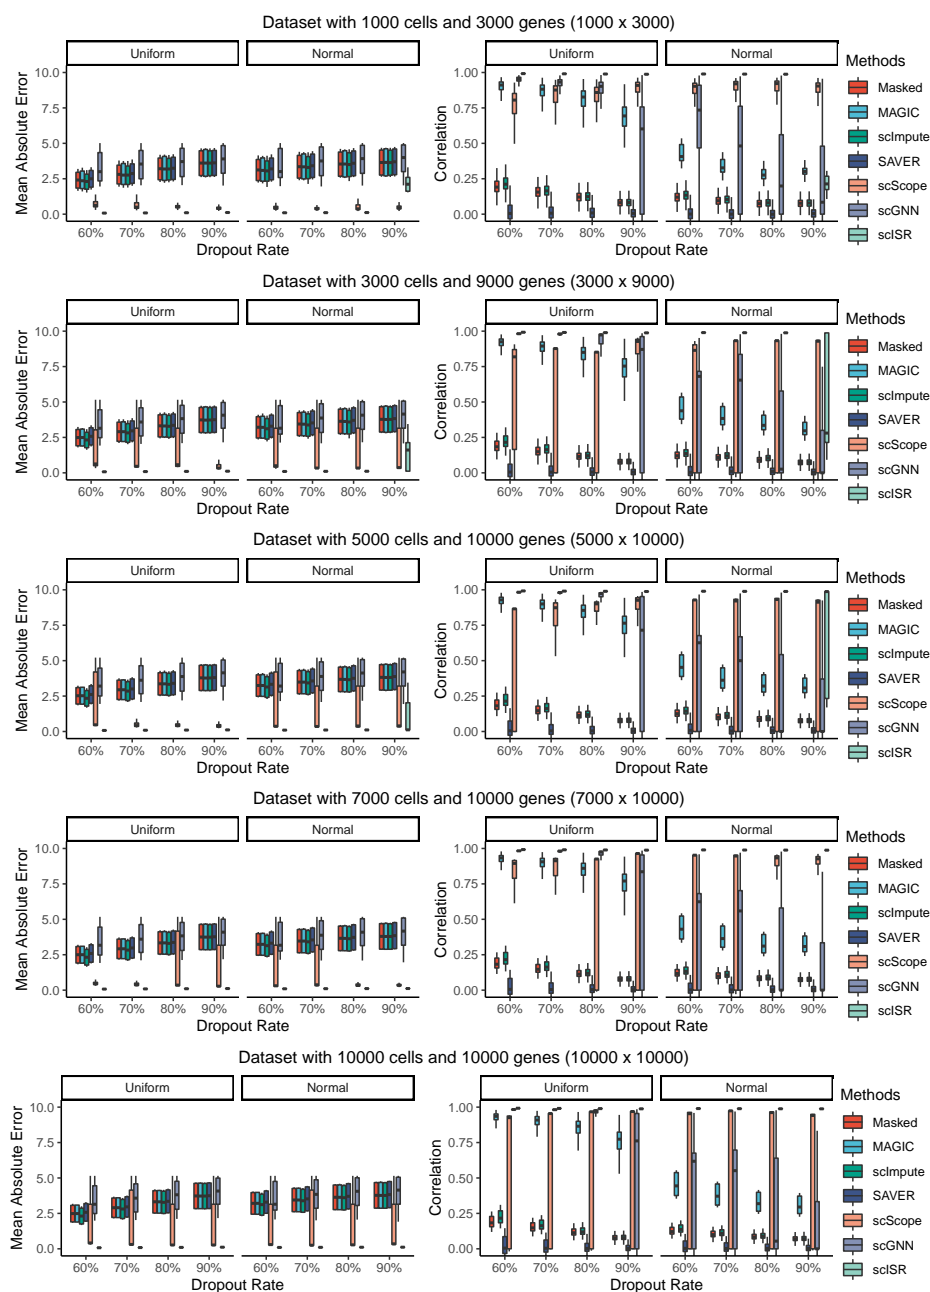 Dataset with 1000 cells and 3000 genes (1000 x 3000)
Uniform Normal Uniform Normal
Mean Absolute Error
10.0
7.5
5.0
2.5
0.0
60% 70% 80% 90% 60% 70% 80% 90%
Dropout Rate
Correlation
1.00
0.75
0.50
0.25
0.00
60% 70% 80% 90% 60% 70% 80% 90%
Dropout Rate
Methods
Masked
MAGIC
scImpute
SAVER
scScope
scGNN
scISR
Dataset with 3000 cells and 9000 genes (3000 x 9000)
Uniform Normal Uniform Normal
Mean Absolute Error
10.0
7.5
5.0
2.5
0.0
60% 70% 80% 90% 60% 70% 80% 90%
Dropout Rate
Correlation
1.00
0.75
0.50
0.25
0.00
60% 70% 80% 90% 60% 70% 80% 90%
Dropout Rate
Methods
Masked
MAGIC
scImpute
SAVER
scScope
scGNN
scISR
Dataset with 5000 cells and 10000 genes (5000 x 10000)
Uniform Normal Uniform Normal
Mean Absolute Error
10.0
7.5
5.0
2.5
0.0
60% 70% 80% 90% 60% 70% 80% 90%
Dropout Rate
Correlation
1.00
0.75
0.50
0.25
0.00
60% 70% 80% 90% 60% 70% 80% 90%
Dropout Rate
Methods
Masked
MAGIC
scImpute
SAVER
scScope
scGNN
scISR
Dataset with 7000 cells and 10000 genes (7000 x 10000)
Uniform Normal Uniform Normal
Mean Absolute Error
10.0
7.5
5.0
2.5
0.0
60% 70% 80% 90% 60% 70% 80% 90%
Dropout Rate
Correlation
1.00
0.75
0.50
0.25
0.00
60% 70% 80% 90% 60% 70% 80% 90%
Dropout Rate
Methods
Masked
MAGIC
scImpute
SAVER
scScope
scGNN
scISR
Dataset with 10000 cells and 10000 genes (10000 x 10000)
Uniform Normal Uniform Normal
Mean Absolute Error
10.0
7.5
5.0
2.5
0.0
60% 70% 80% 90% 60% 70% 80% 90%
Dropout Rate
Correlation
1.00
0.75
0.50
0.25
0.00
60% 70% 80% 90% 60% 70% 80% 90%
Dropout Rate
Methods
Masked
MAGIC
scImpute
SAVER
scScope
scGNN
scISR